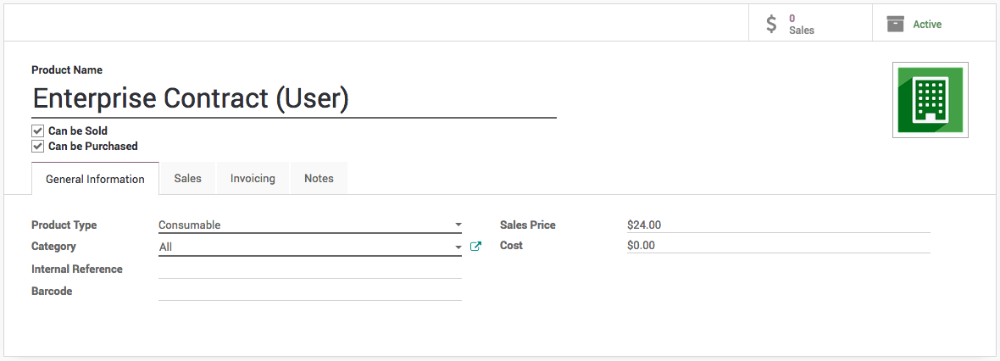 $ 0
Sales
Active
Product Name
Enterprise Contract (User)
Can be Sold
Can be Purchased
General Information Sales Invoicing Notes
Product Type Consumable Sales Price $24.00
Category All Cost $0.00
Internal Reference
Barcode